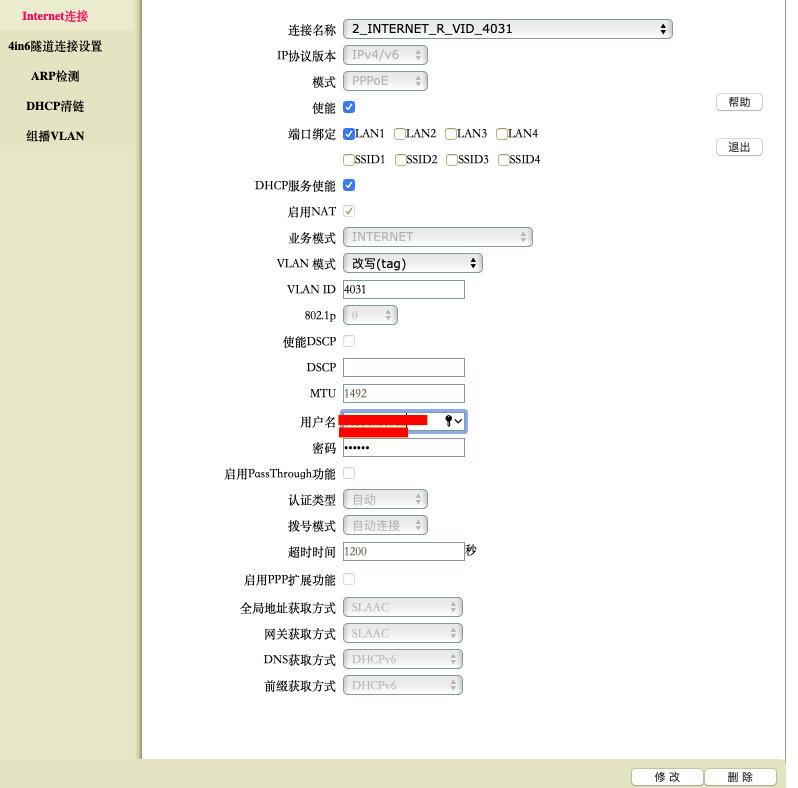 Internet连接
4in6隧道连接设置
ARP检测
DHCP清链
组播VLAN
连接名称 2_INTERNET_R_VID_4031
IP协议版本 IPv4/v6
模式 PPPoE
使能
端口绑定 LAN1 LAN2 LAN3 LAN4
SSID1 SSID2 SSID3 SSID4
DHCP服务使能
启用NAT
业务模式 INTERNET
VLAN 模式 改写(tag)
VLAN ID 4031
802.1p 0
使能DSCP
DSCP
MTU 1492
用户名
密码 ••••••
启用PassThrough功能
认证类型 自动
拨号模式 自动连接
超时时间 1200 秒
启用PPP扩展功能
全局地址获取方式 SLAAC
网关获取方式 SLAAC
DNS获取方式 DHCPv6
前缀获取方式 DHCPv6
帮助
退出
修 改 删 除